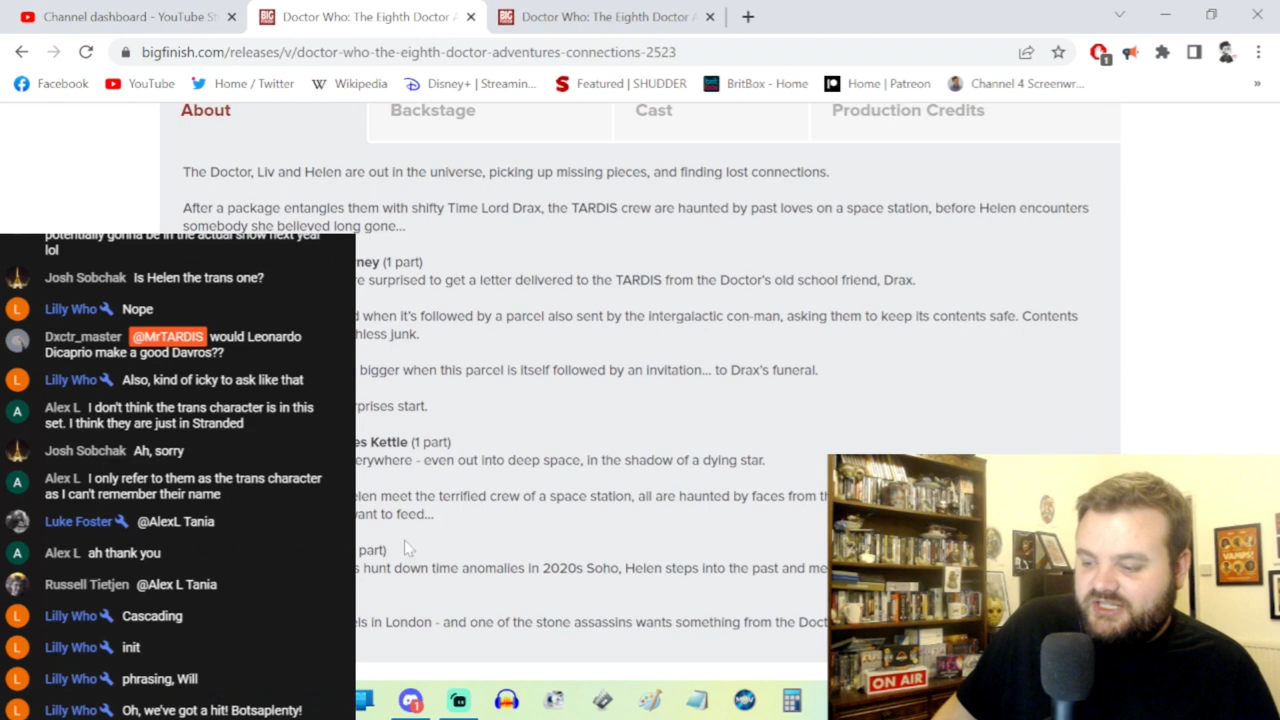 Channel dashboard - YouTube St
Doctor Who: The Eighth Doctor A
Doctor Who: The Eighth Doctor A
bigfinish.com/releases/v/doctor-who-the-eighth-doctor-adventures-connections-2523
Facebook
YouTube
Home / Twitter
Wikipedia
Disney+ | Streamin...
Featured | SHUDDER
BritBox - Home
Home | Patreon
Channel 4 Screenwr...
About
Backstage
Cast
Production Credits
The Doctor, Liv and Helen are out in the universe, picking up missing pieces, and finding lost connections.
After a package entangles them with shifty Time Lord Drax, the TARDIS crew are haunted by past loves on a space station, before Helen encounters
somebody she believed long gone...
rney (1 part)
e surprised to get a letter delivered to the TARDIS from the Doctor's old school friend, Drax.
d when it's followed by a parcel also sent by the intergalactic con-man, asking them to keep its contents safe. Contents
hless junk.
bigger when this parcel is itself followed by an invitation... to Drax's funeral.
prises start.
es Kettle (1 part)
erywhere - even out into deep space, in the shadow of a dying star.
elen meet the terrified crew of a space station, all are haunted by faces from th
want to feed...
part)
s hunt down time anomalies in 2020s Soho, Helen steps into the past and me
els in London - and one of the stone assassins wants something from the Doct
potentially gonna be in the actual show next year
lol
Josh Sobchak Is Helen the trans one?
Lilly Who Nope
Dxctr_master @MrTARDIS would Leonardo
Dicaprio make a good Davros??
Lilly Who Also, kind of icky to ask like that
Alex L I don't think the trans character is in this
set. I think they are just in Stranded
Josh Sobchak Ah, sorry
Alex L I only refer to them as the trans character
as I can't remember their name
Luke Foster @AlexL Tania
Alex L ah thank you
Russell Tietjen @Alex L Tania
Lilly Who Cascading
Lilly Who init
Lilly Who phrasing, Will
Lilly Who Oh, we've got a hit! Botsaplenty!
VAMPS!
ON AIR